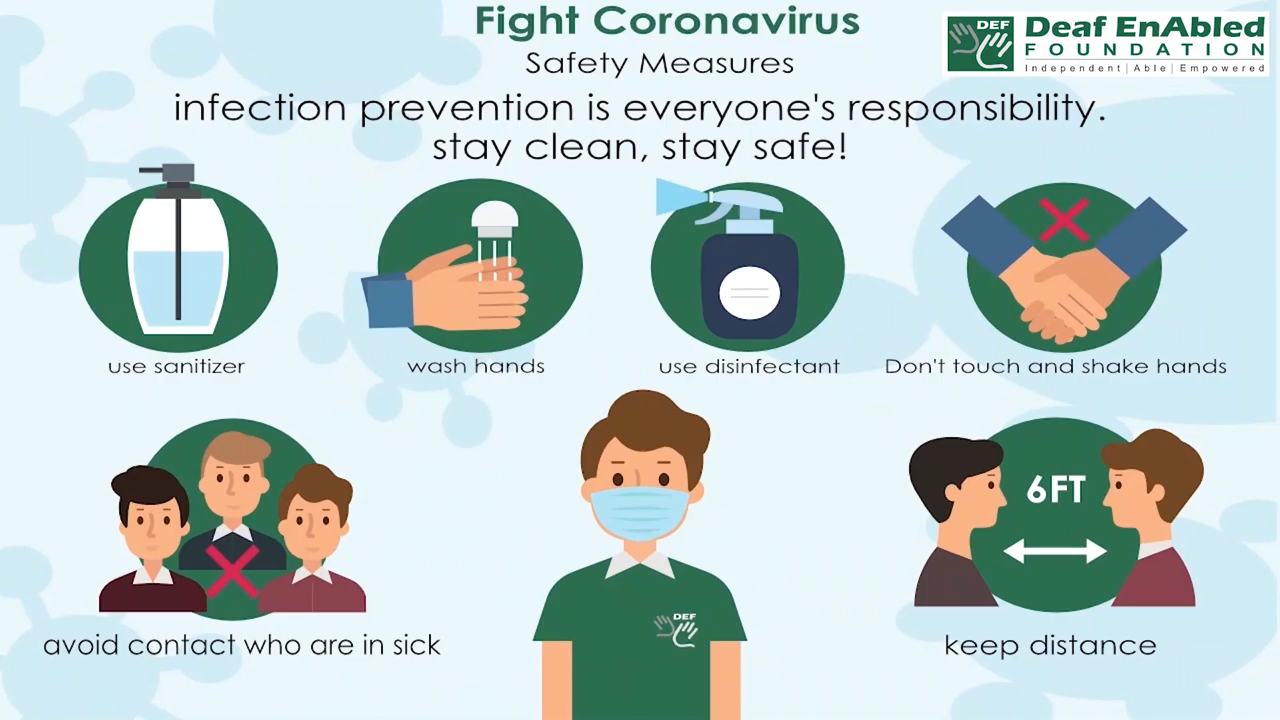 Fight Coronavirus
Safety Measures
DEF
Deaf EnAbled
FOUNDATION
Independent | Able | Empowered
infection prevention is everyone's responsibility.
stay clean, stay safe!
use sanitizer
wash hands
use disinfectant
Don't touch and shake hands
6FT
DEF
avoid contact who are in sick
keep distance